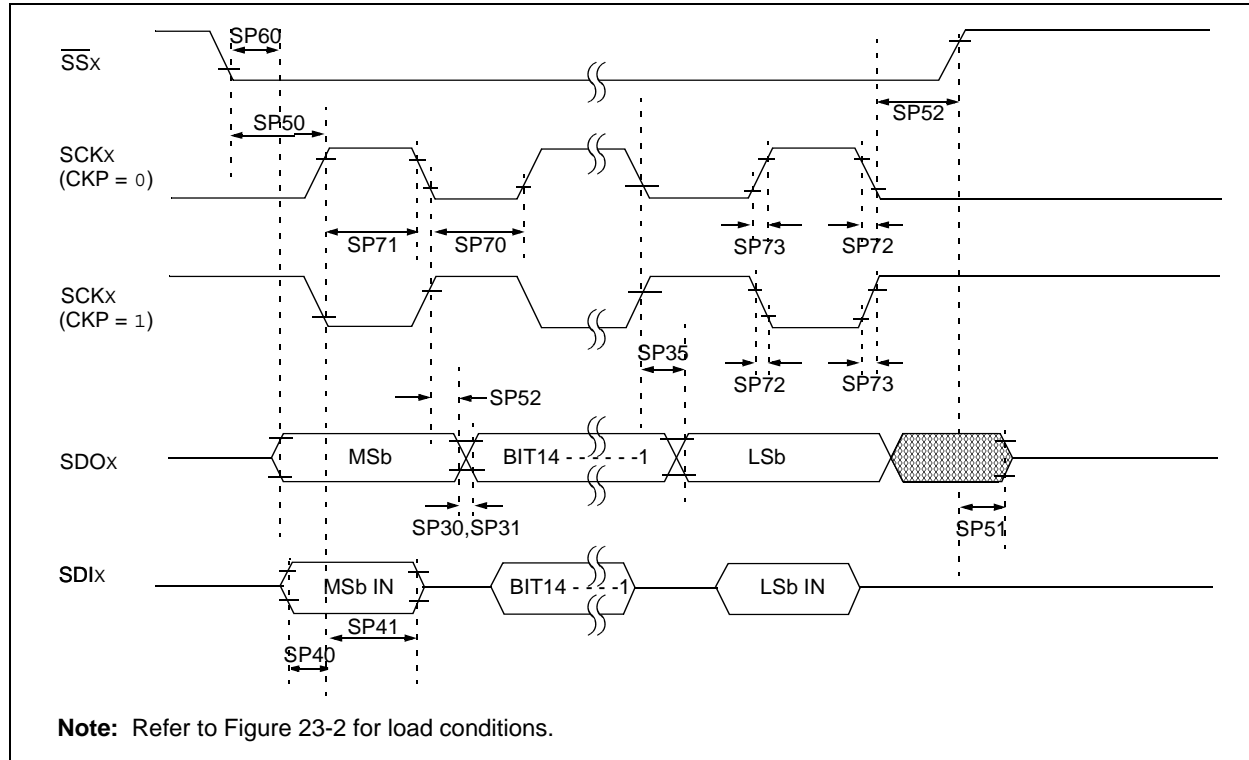 SP60
SSX
SP52
SP50
SCKX
(CKP = 0)
SP71
SP70
SP73
SP72
SCKX
(CKP = 1)
SP35
SP72
SP73
SP52
SDOX
MSb
BIT14 - - - - - -1
LSb
SP30,SP31
SP51
SDIX
MSb IN
BIT14 - - - - -1
LSb IN
SP41
SP40
Note: Refer to Figure 23-2 for load conditions.